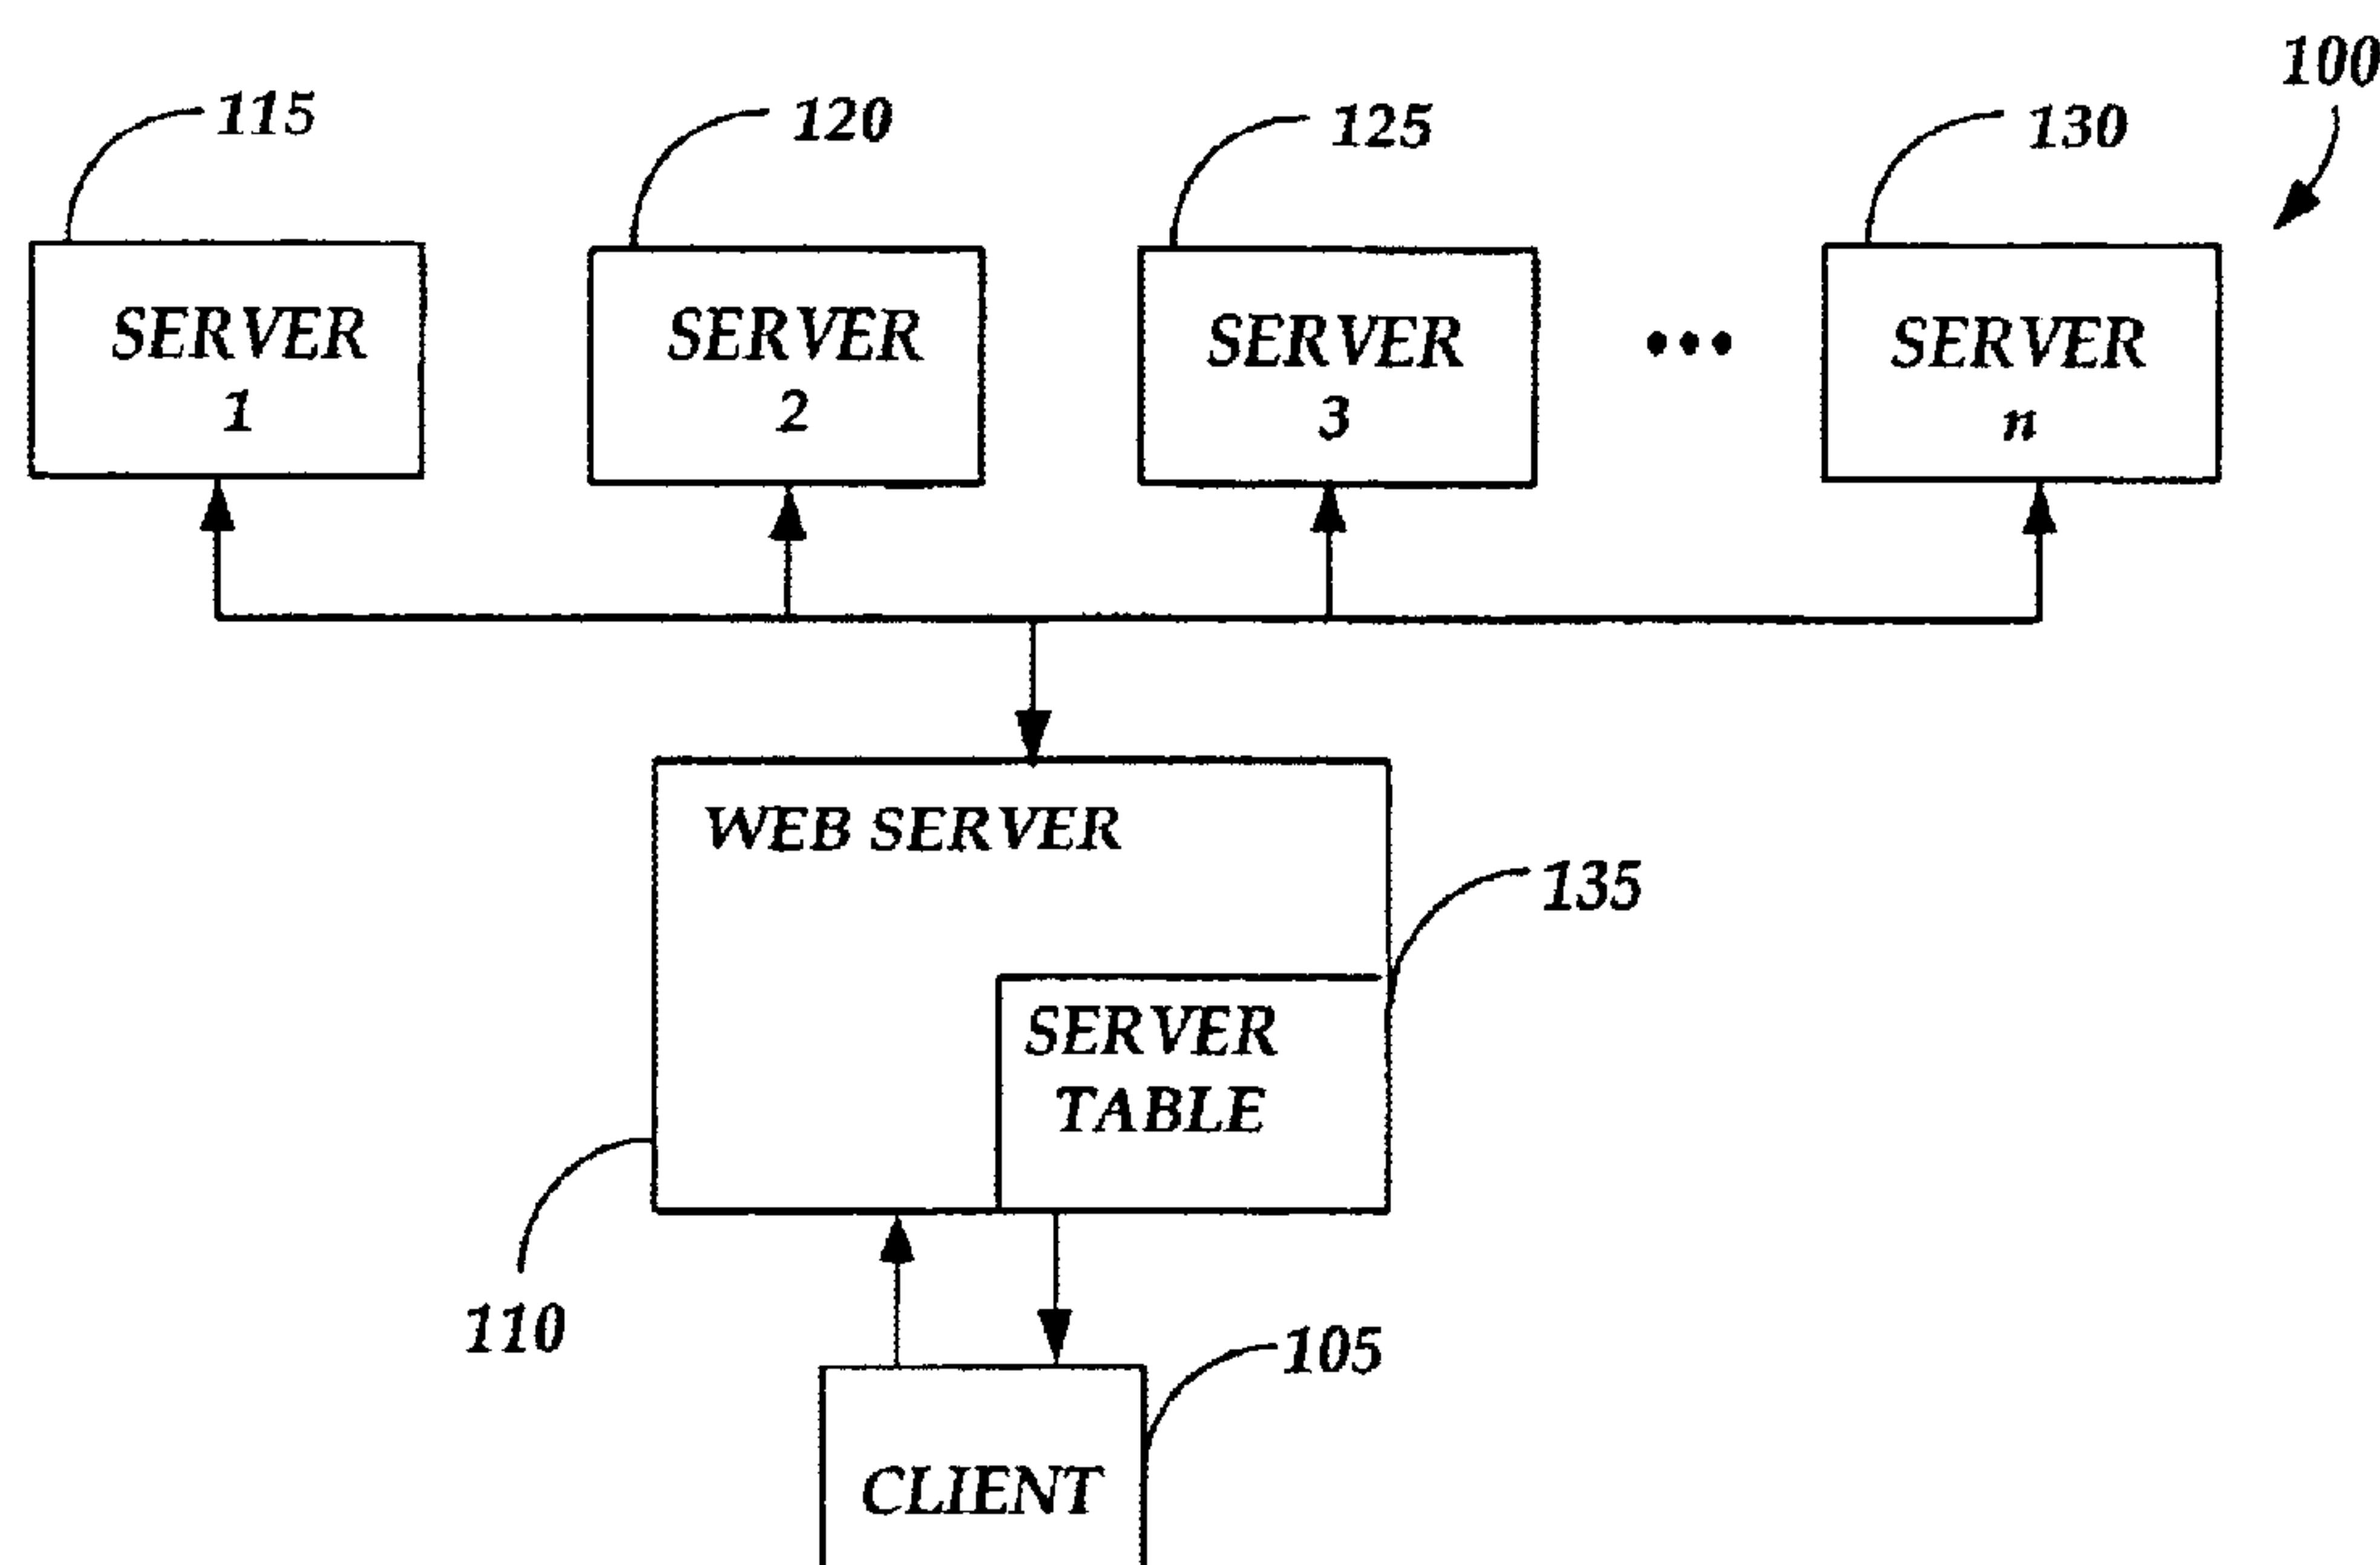 100
115
120
125
130
SERVER
1
SERVER
2
SERVER
3
•••
SERVER
n
WEB SERVER
135
SERVER
TABLE
110
105
CLIENT